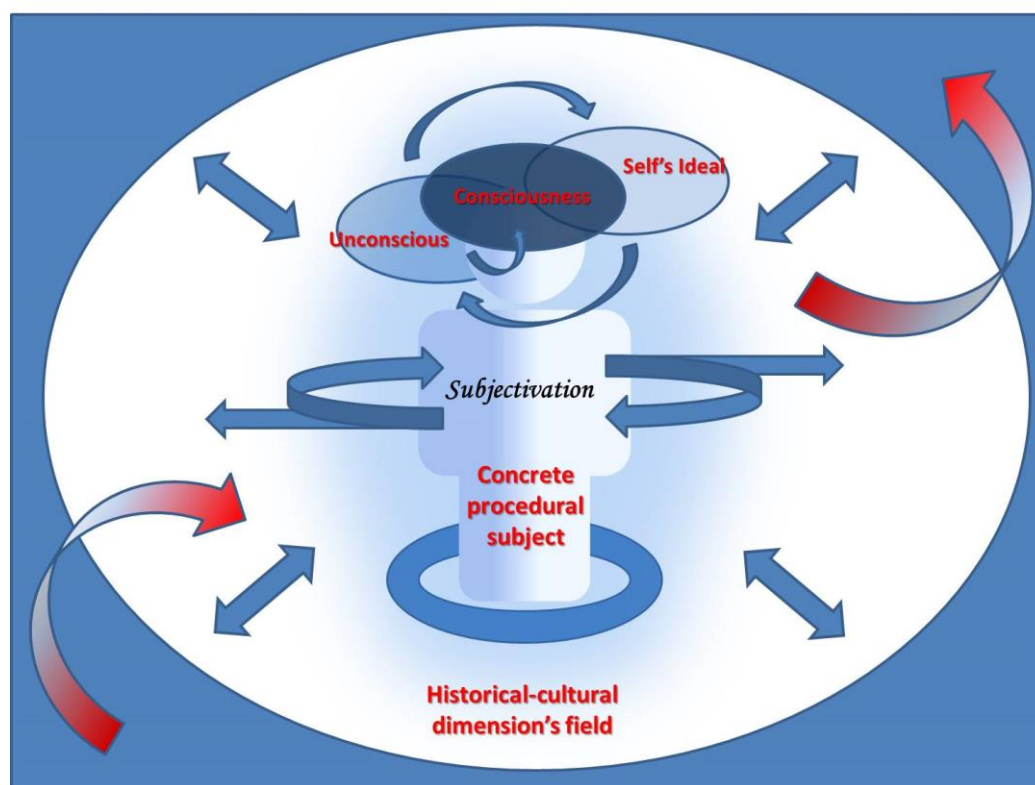 Self's Ideal
Consciousness
Unconscious
Subjectivation
Concrete
procedural
subject
Historical-cultural
dimension's field